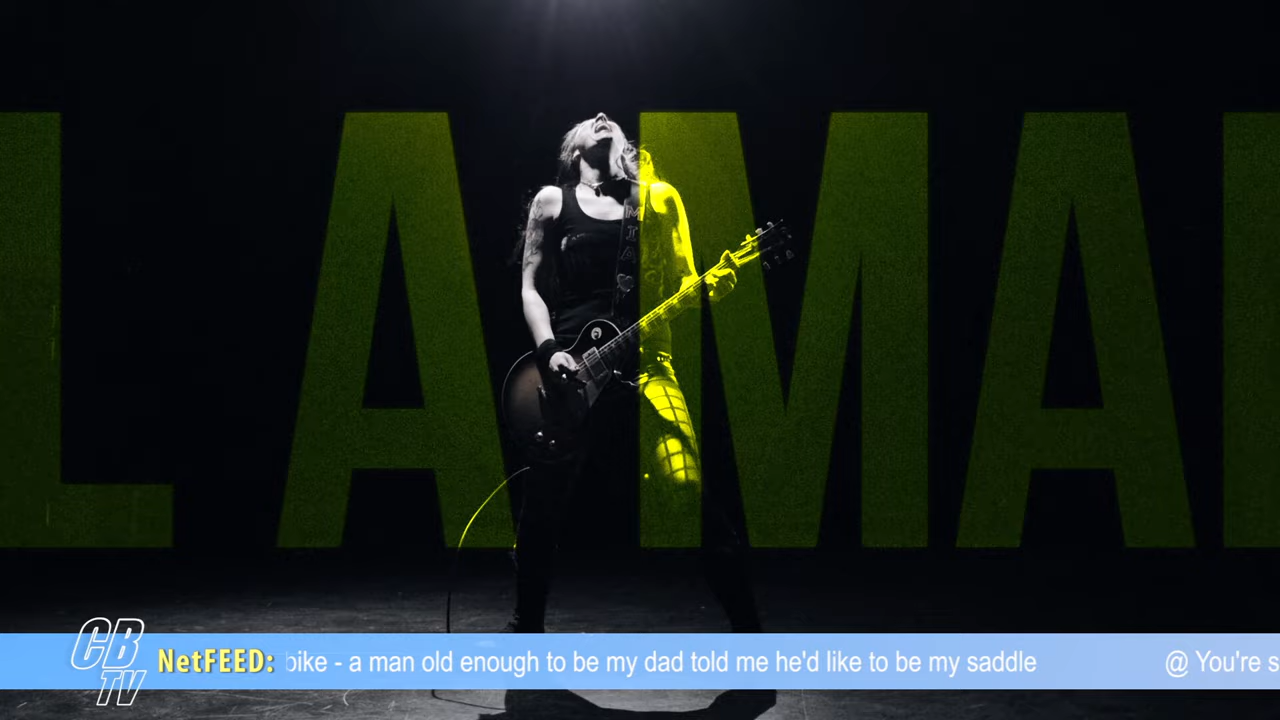 L A MA
MIA
CB
TV
NetFEED: bike - a man old enough to be my dad told me he'd like to be my saddle @ You're s